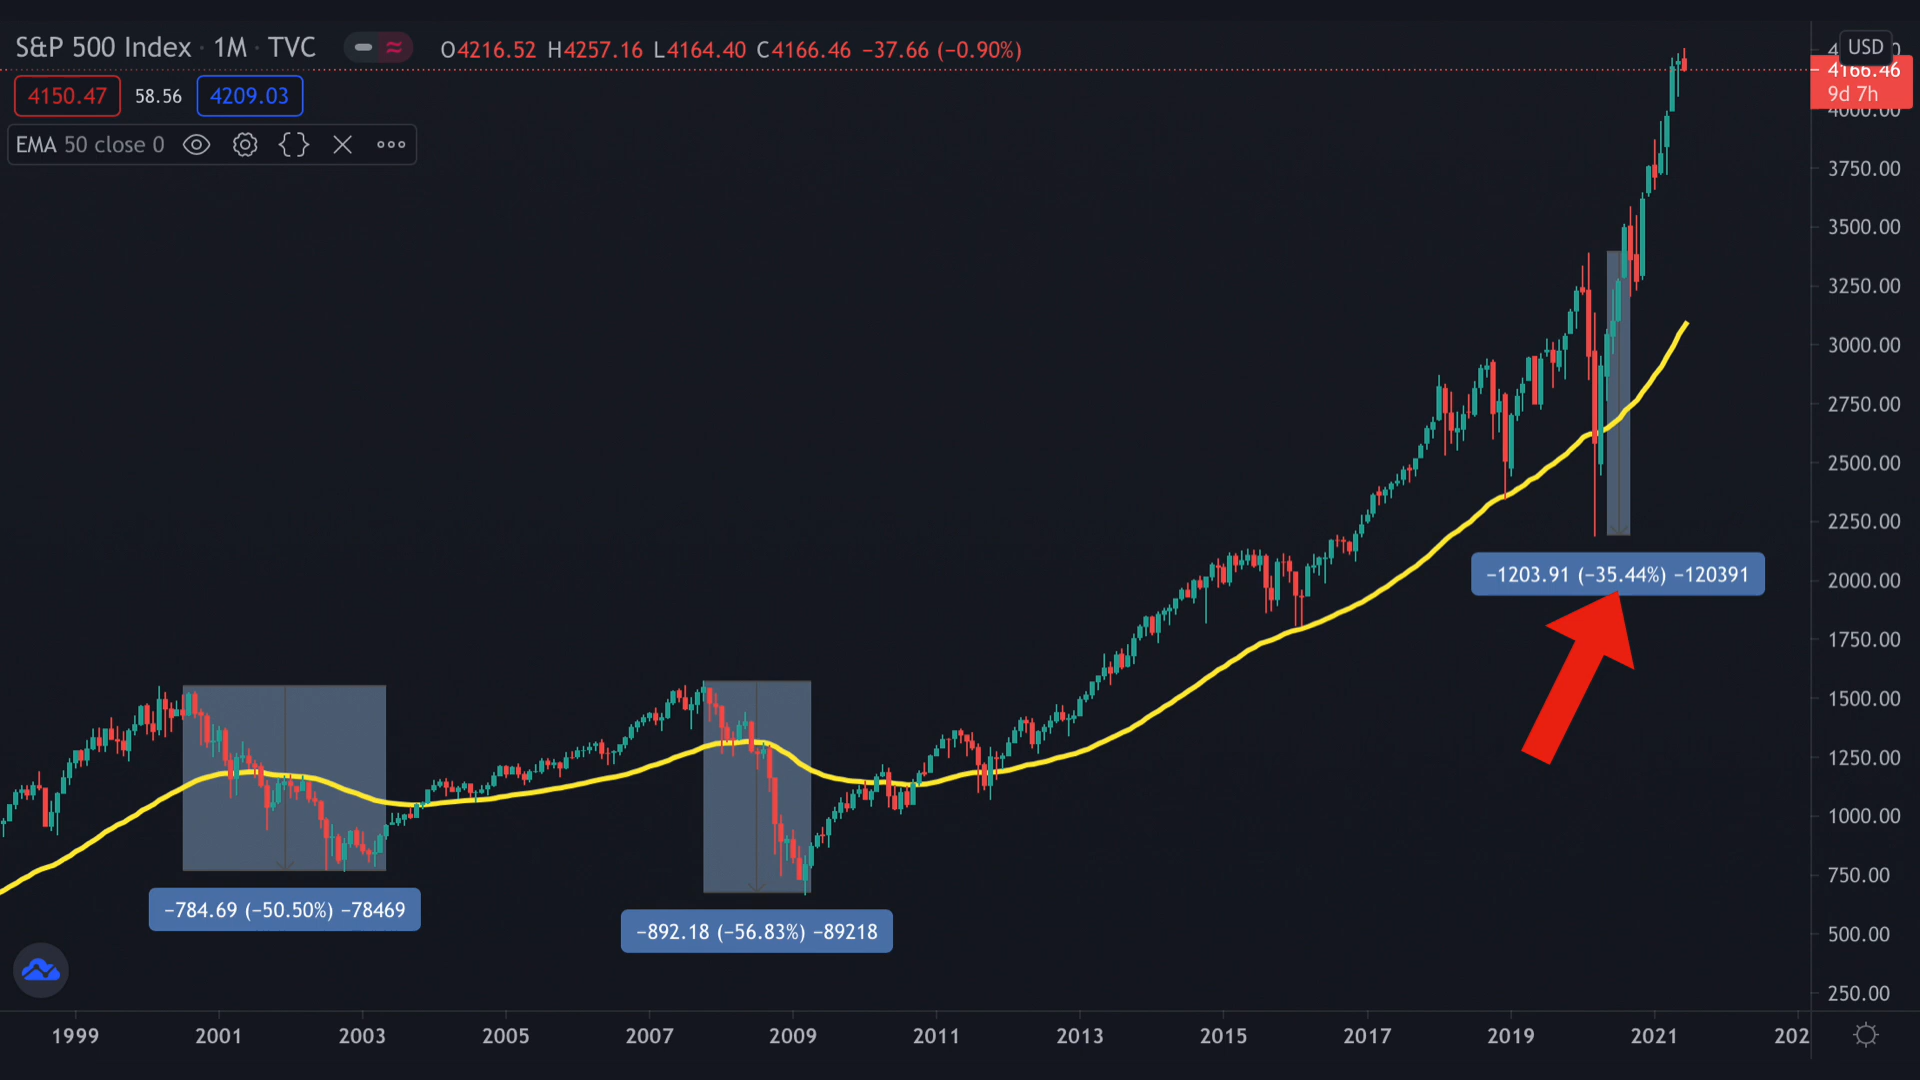 S&P 500 Index · 1M · TVC
O4216.52 H4257.16 L4164.40 C4166.46 −37.66 (−0.90%)
4150.47 58.56 4209.03
EMA 50 close 0
USD
4166.46
9d 7h
4000.00
3750.00
3500.00
3250.00
3000.00
2750.00
2500.00
2250.00
2000.00
1750.00
1500.00
1250.00
1000.00
750.00
500.00
250.00
−1203.91 (−35.44%) −120391
−784.69 (−50.50%) −78469
−892.18 (−56.83%) −89218
1999 2001 2003 2005 2007 2009 2011 2013 2015 2017 2019 2021 202